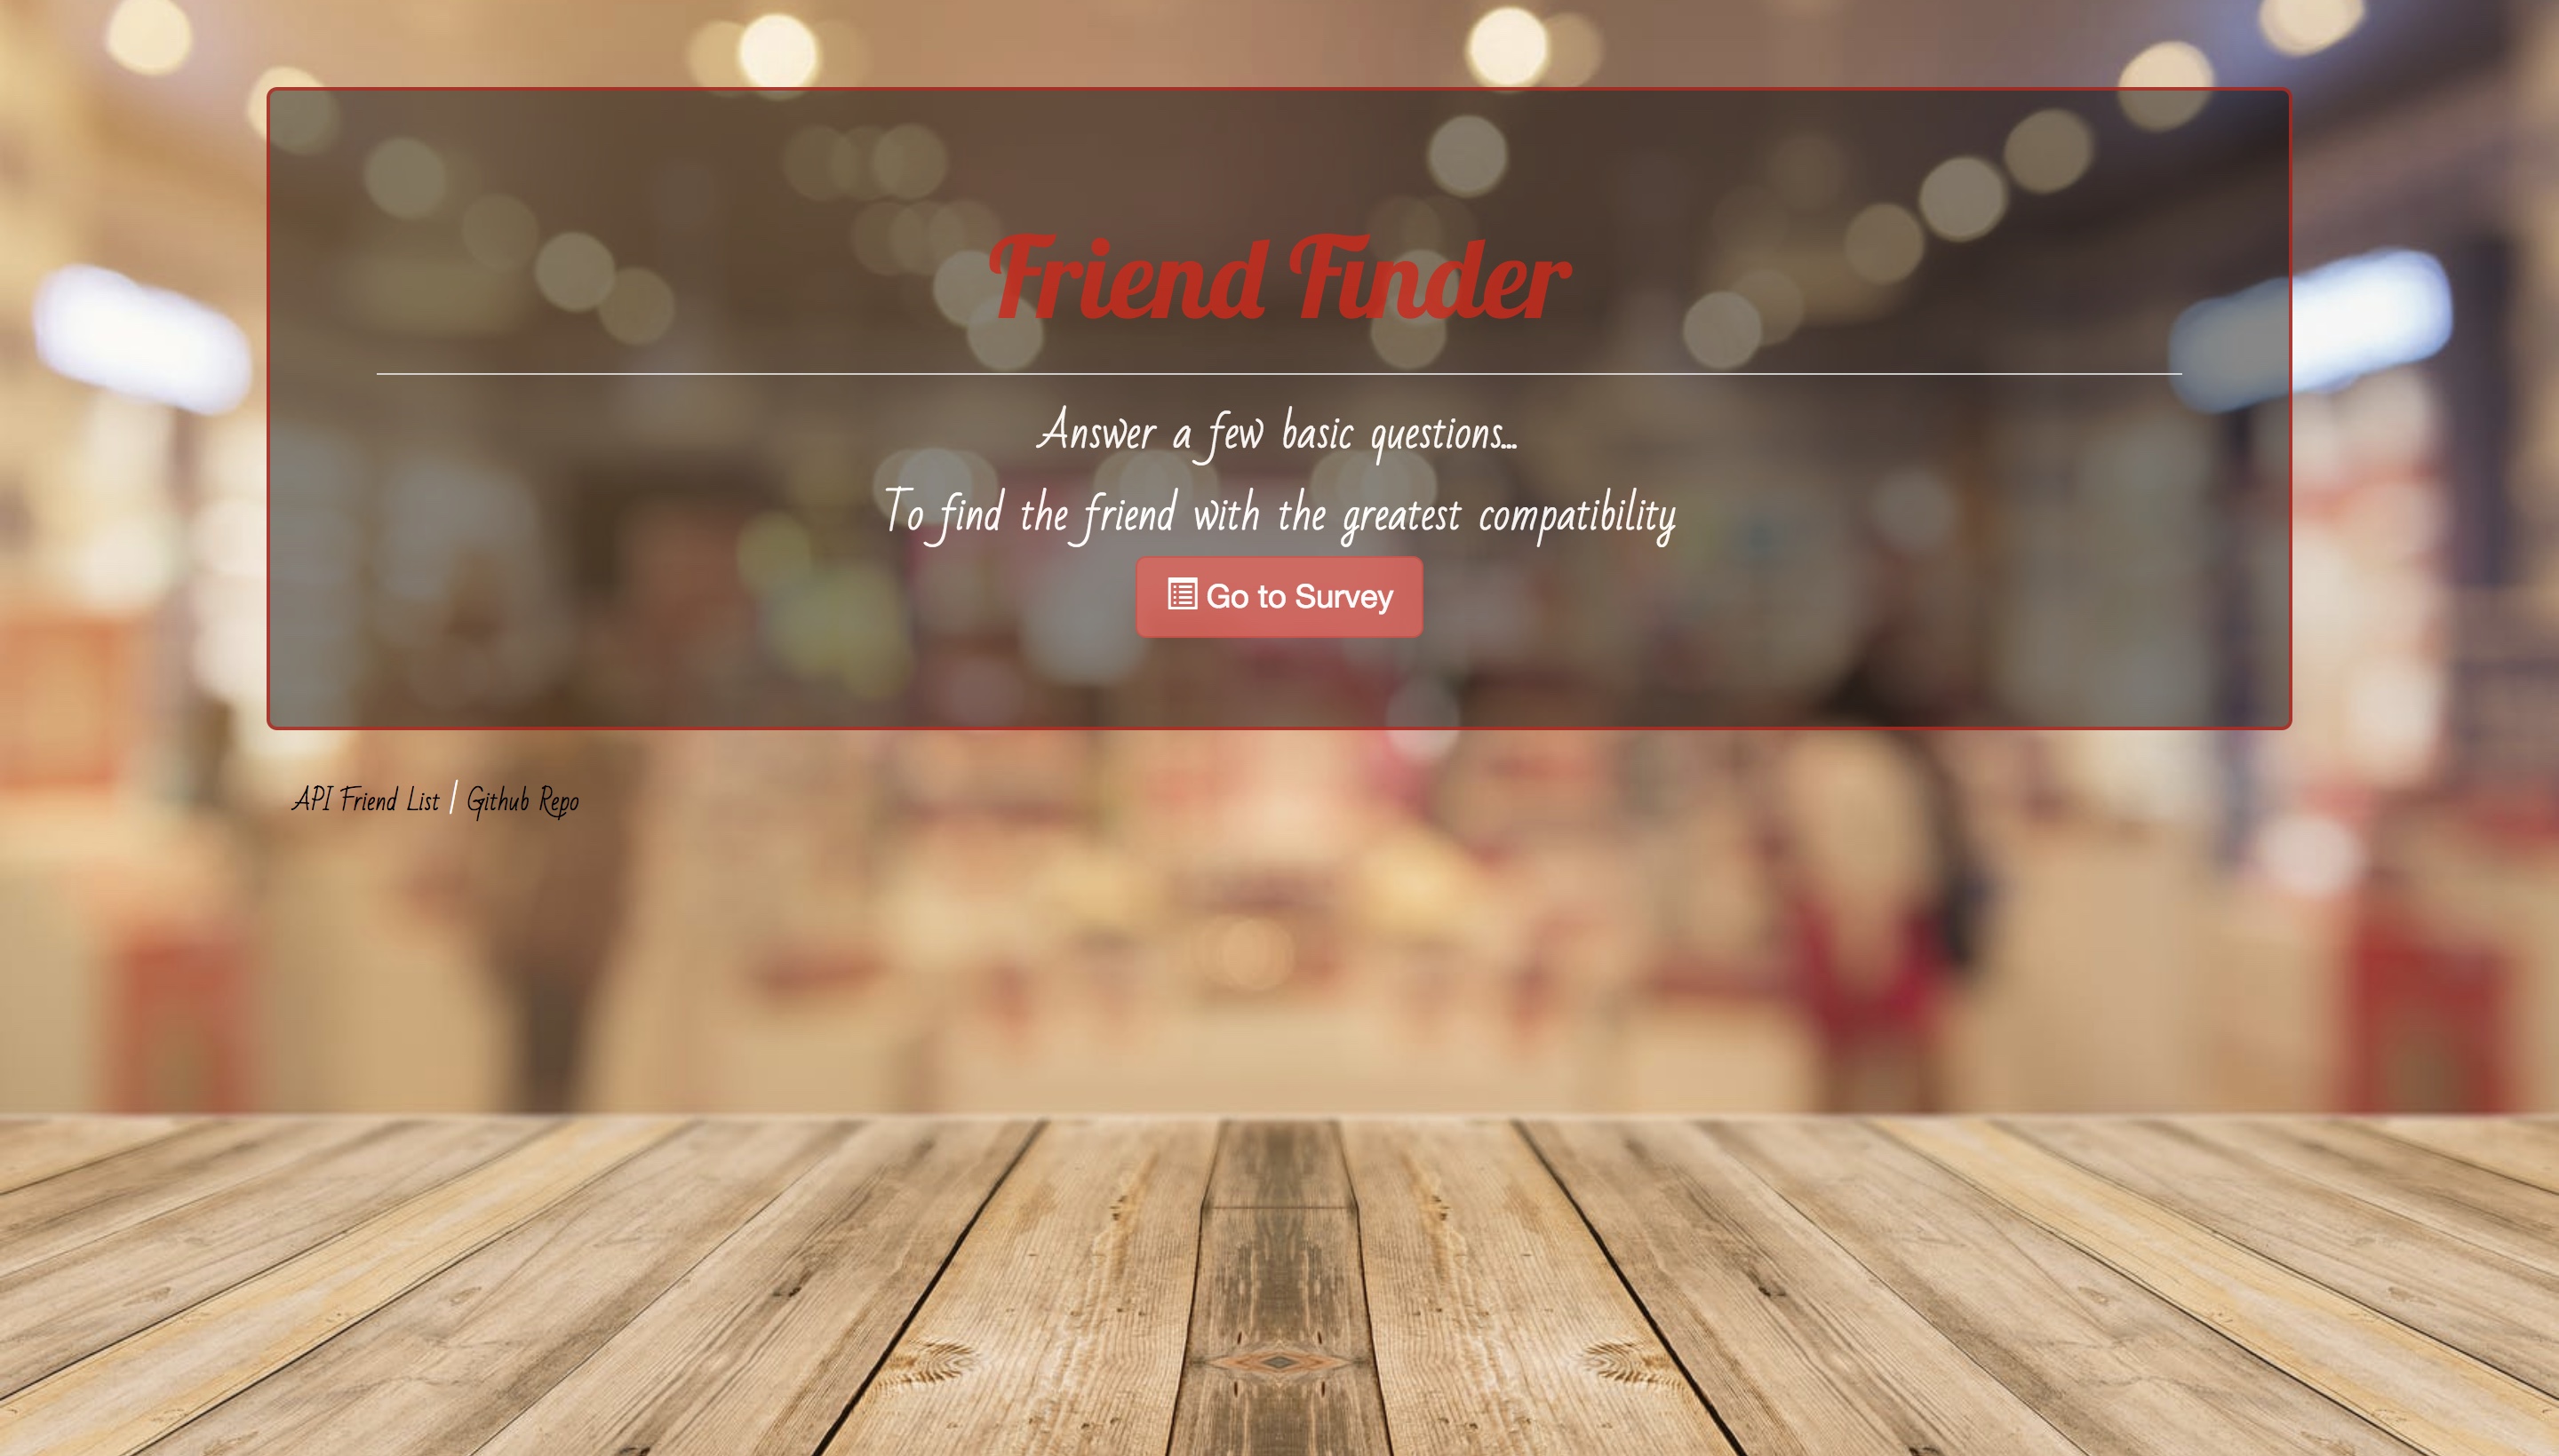 Friend Finder
Answer a few basic questions...
To find the friend with the greatest compatibility
Go to Survey
API Friend List | Github Repo